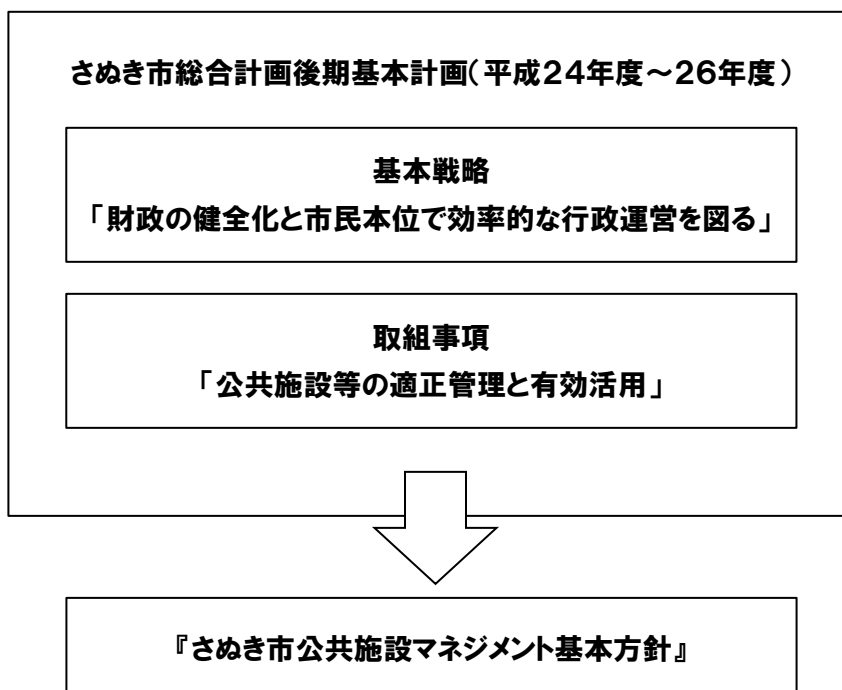 さぬき市総合計画後期基本計画（平成２４年度～２６年度）
基本戦略
「財政の健全化と市民本位で効率的な行政運営を図る」
取組事項
「公共施設等の適正管理と有効活用」
『さぬき市公共施設マネジメント基本方針』